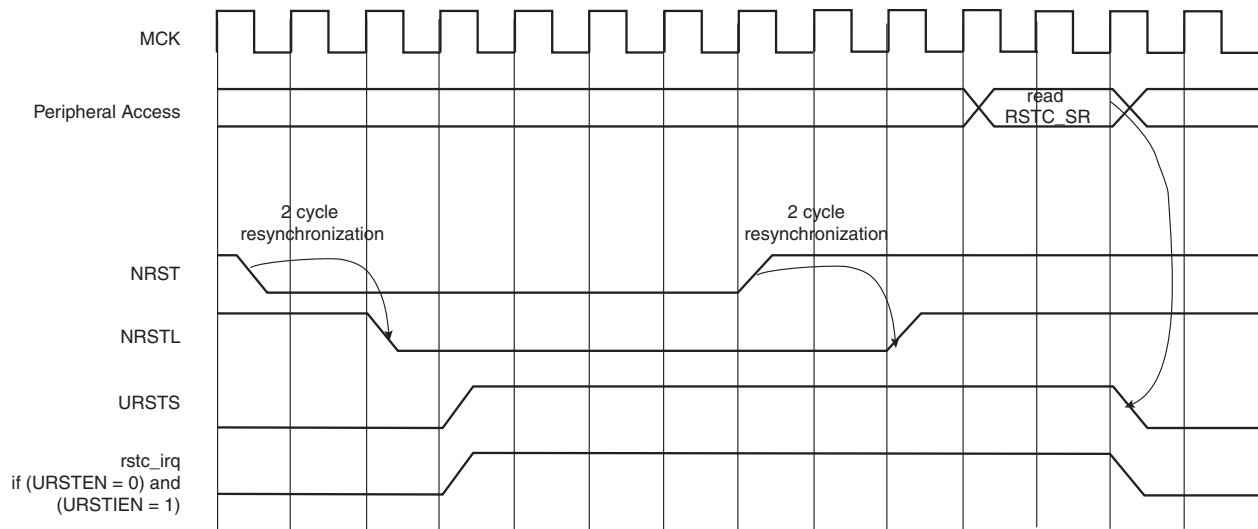 MCK
Peripheral Access
read
RSTC_SR
2 cycle
resynchronization
2 cycle
resynchronization
NRST
NRSTL
URSTS
rstc_irq
if (URSTEN = 0) and
(URSTIEN = 1)